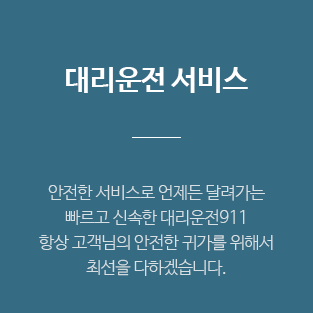 대리운전 서비스
안전한 서비스로 언제든 달려가는
빠르고 신속한 대리운전911
항상 고객님의 안전한 귀가를 위해서
최선을 다하겠습니다.